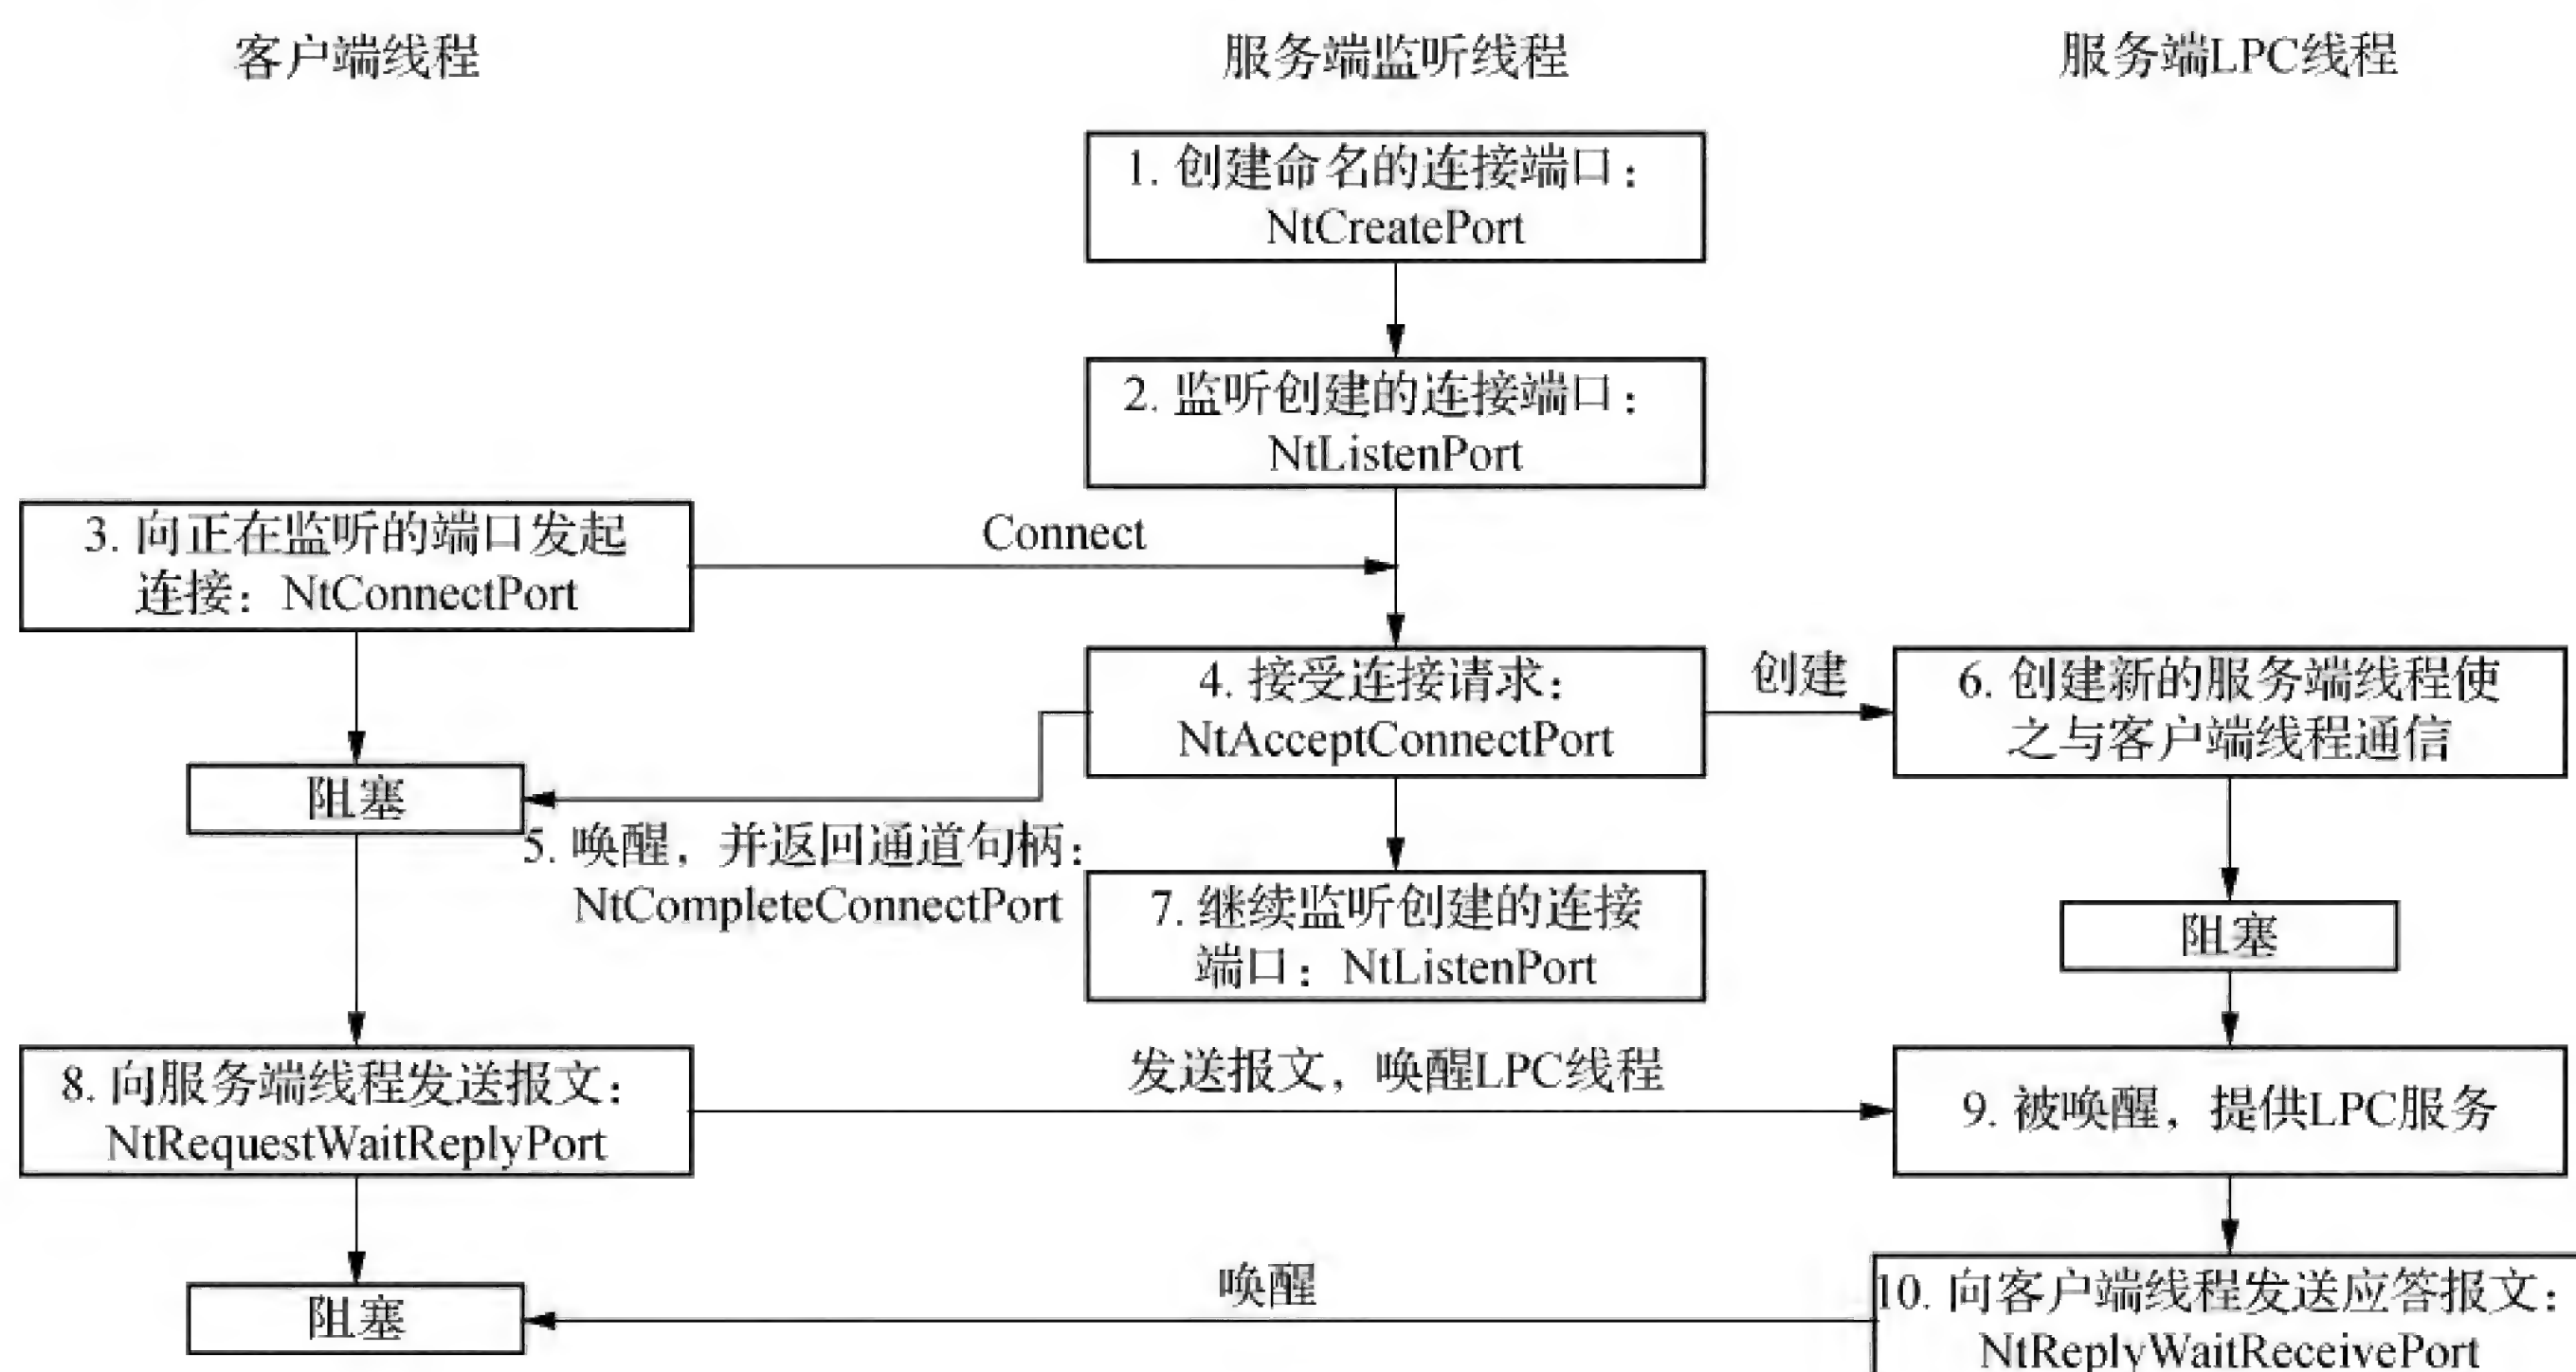 客户端线程
服务端监听线程
服务端LPC线程
1. 创建命名的连接端口：
NtCreatePort
2. 监听创建的连接端口：
NtListenPort
3. 向正在监听的端口发起
连接：NtConnectPort
Connect
4. 接受连接请求：
NtAcceptConnectPort
创建
6. 创建新的服务端线程使
之与客户端线程通信
阻塞
5. 唤醒，并返回通道句柄：
NtCompleteConnectPort
7. 继续监听创建的连接
端口：NtListenPort
阻塞
8. 向服务端线程发送报文：
NtRequestWaitReplyPort
发送报文，唤醒LPC线程
9. 被唤醒，提供LPC服务
阻塞
唤醒
10. 向客户端线程发送应答报文：
NtReplyWaitReceivePort